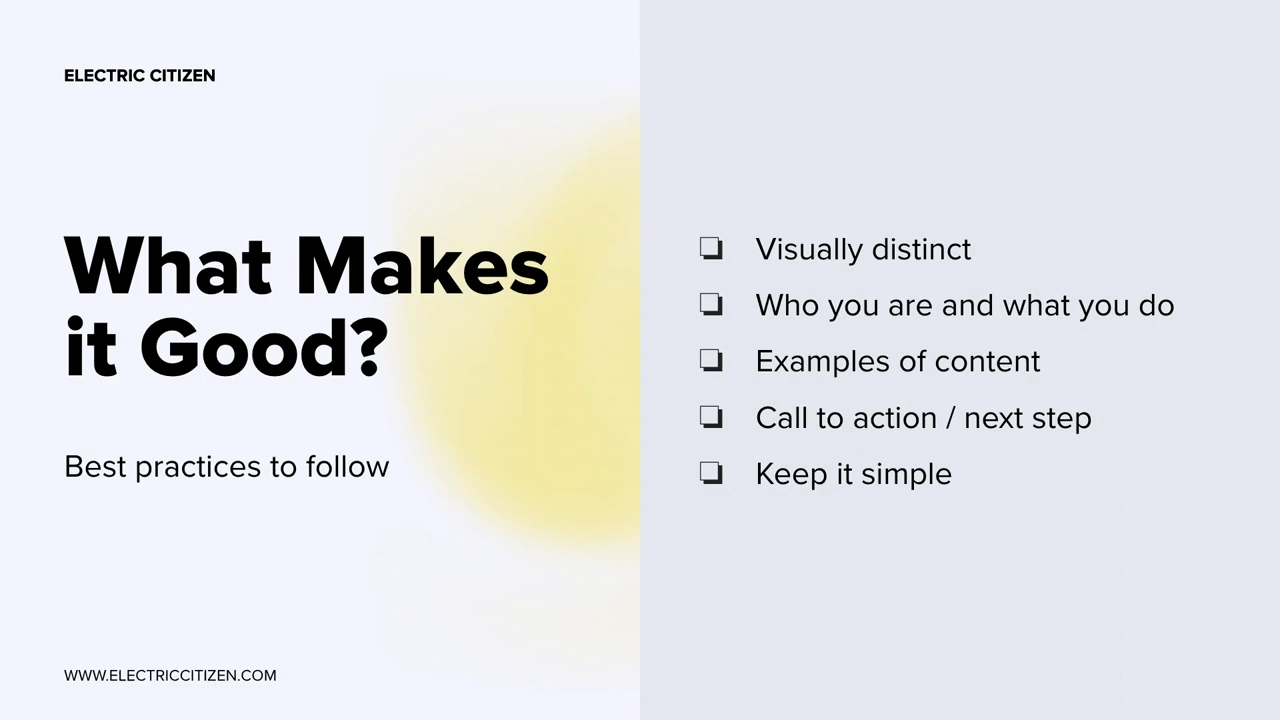 ELECTRIC CITIZEN
What Makes
it Good?
Best practices to follow
WWW.ELECTRICCITIZEN.COM
❏ Visually distinct
❏ Who you are and what you do
❏ Examples of content
❏ Call to action / next step
❏ Keep it simple